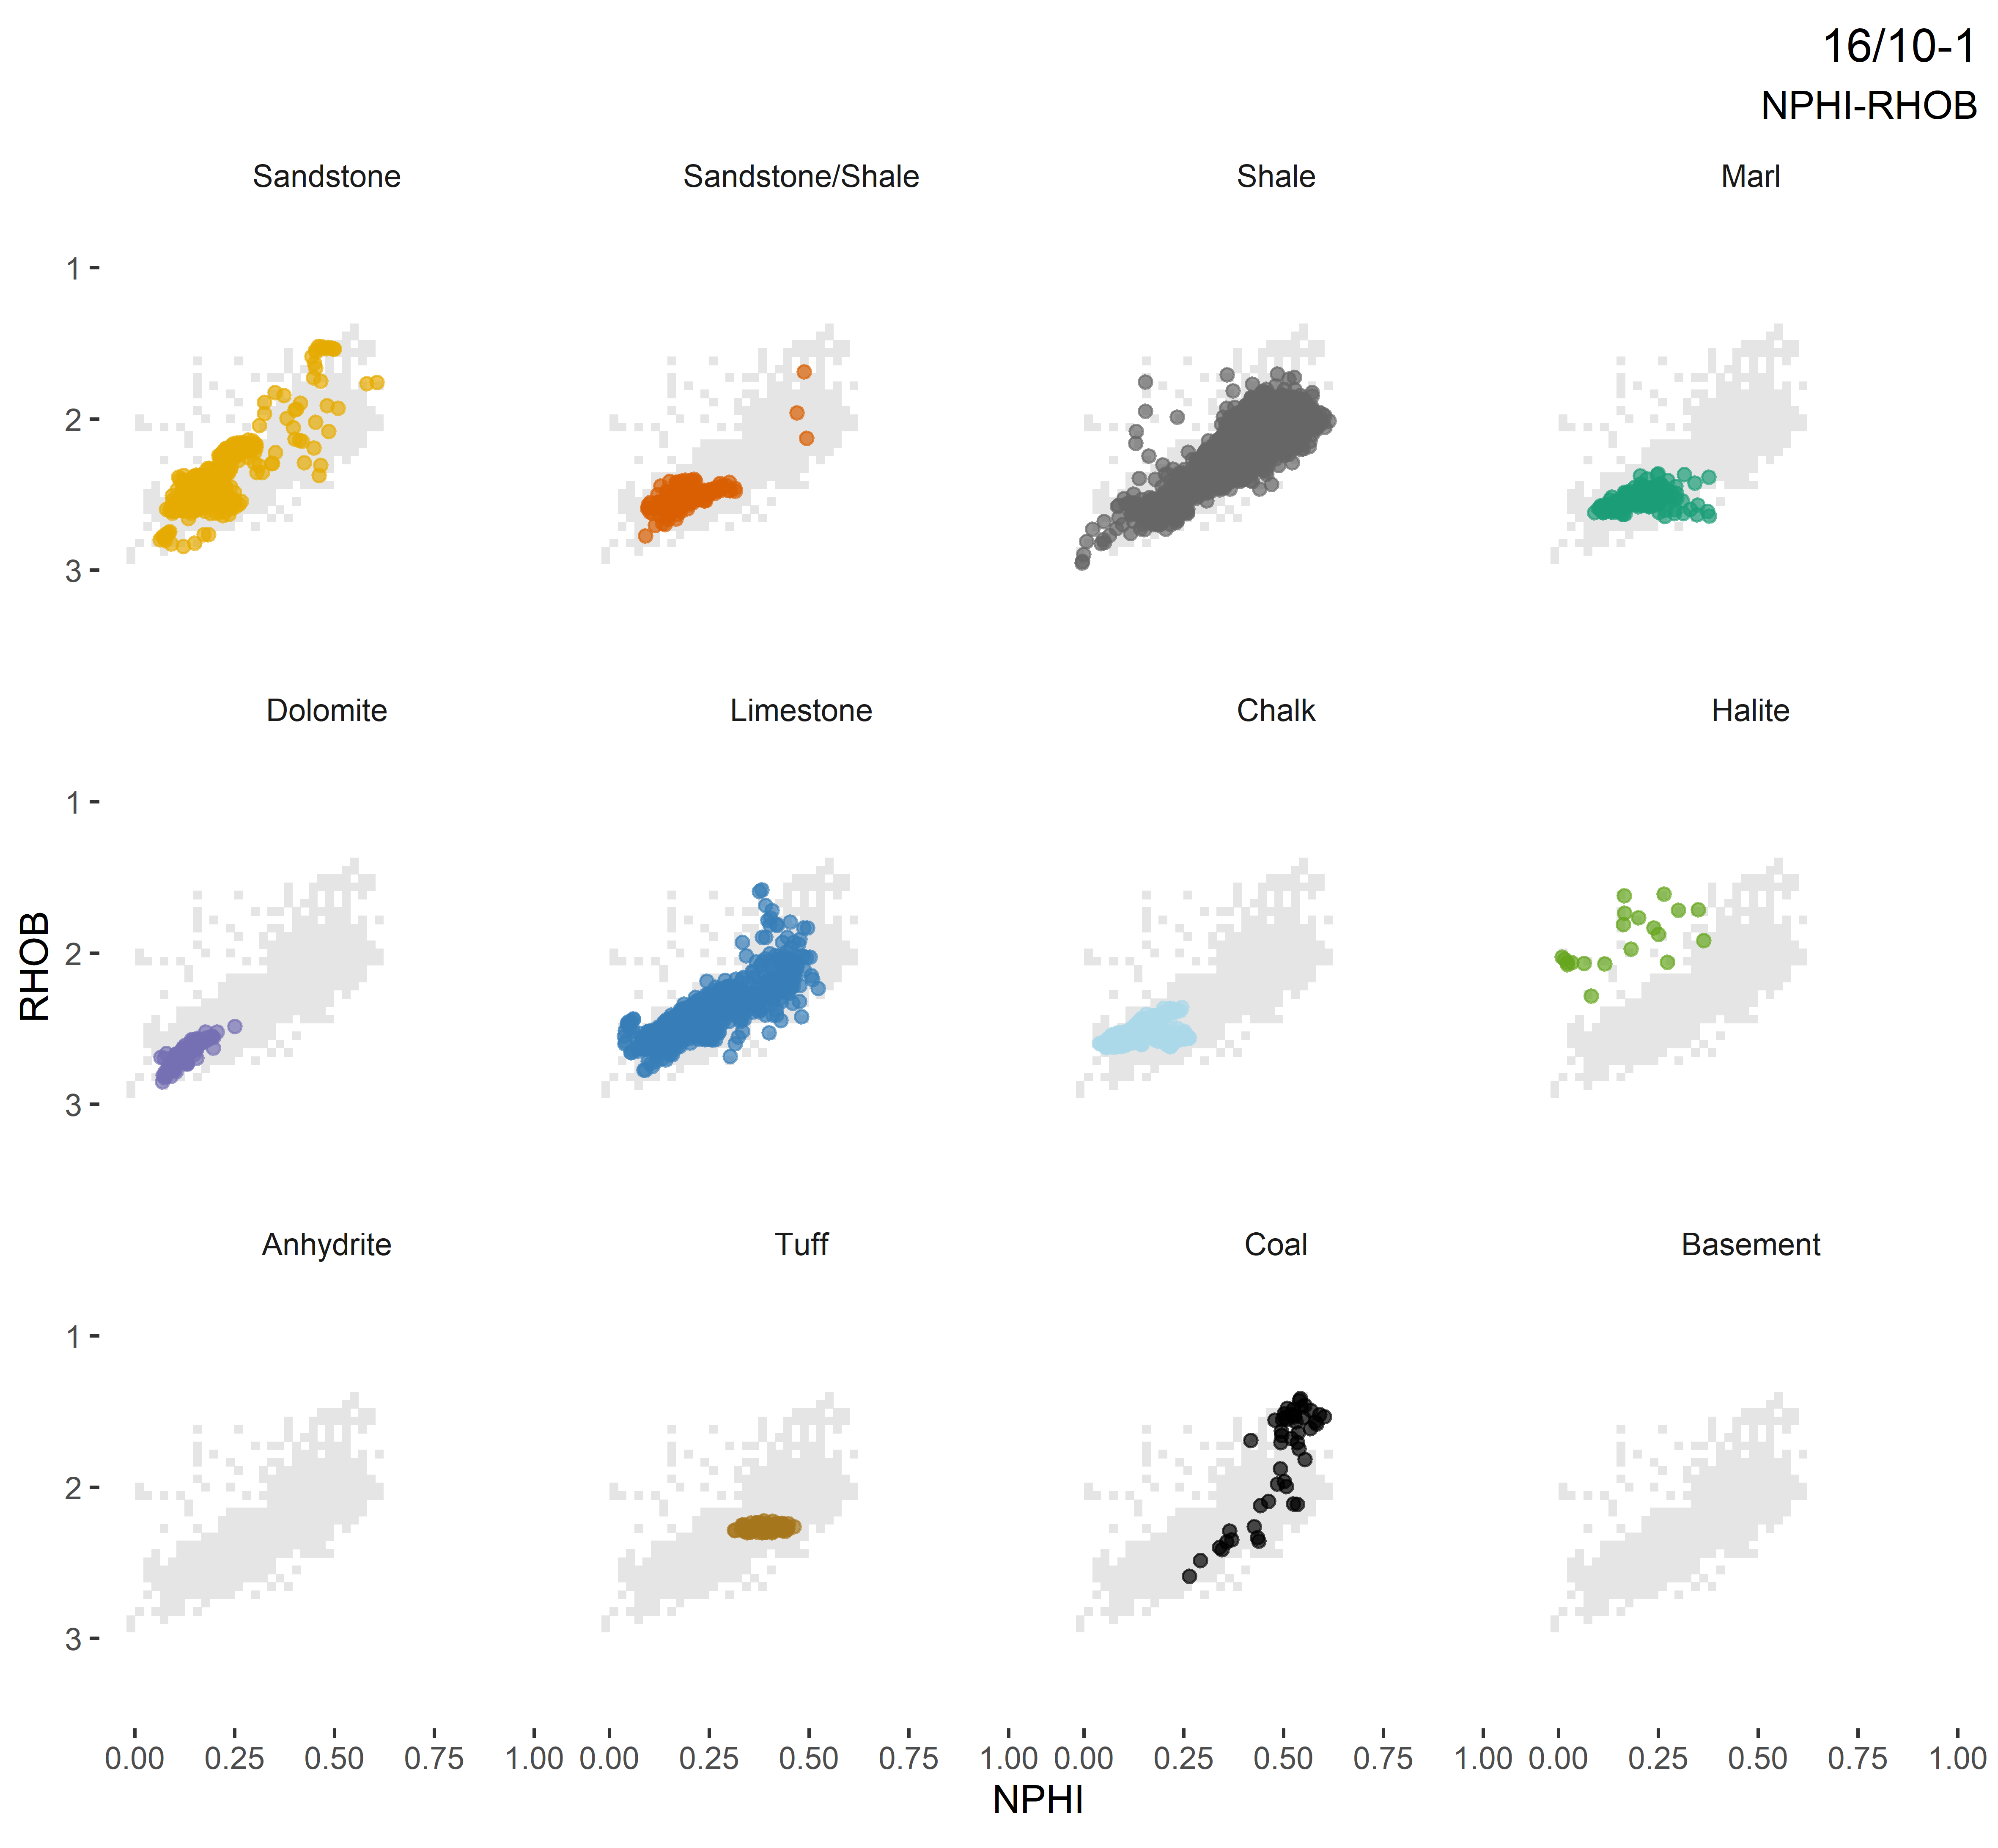 16/10-1
NPHI-RHOB
Sandstone Sandstone/Shale Shale Marl
1
2
3
Dolomite Limestone Chalk Halite
1
2
3
RHOB
Anhydrite Tuff Coal Basement
1
2
3
0.00 0.25 0.50 0.75 1.00 0.00 0.25 0.50 0.75 1.00 0.00 0.25 0.50 0.75 1.00 0.00 0.25 0.50 0.75 1.00
NPHI